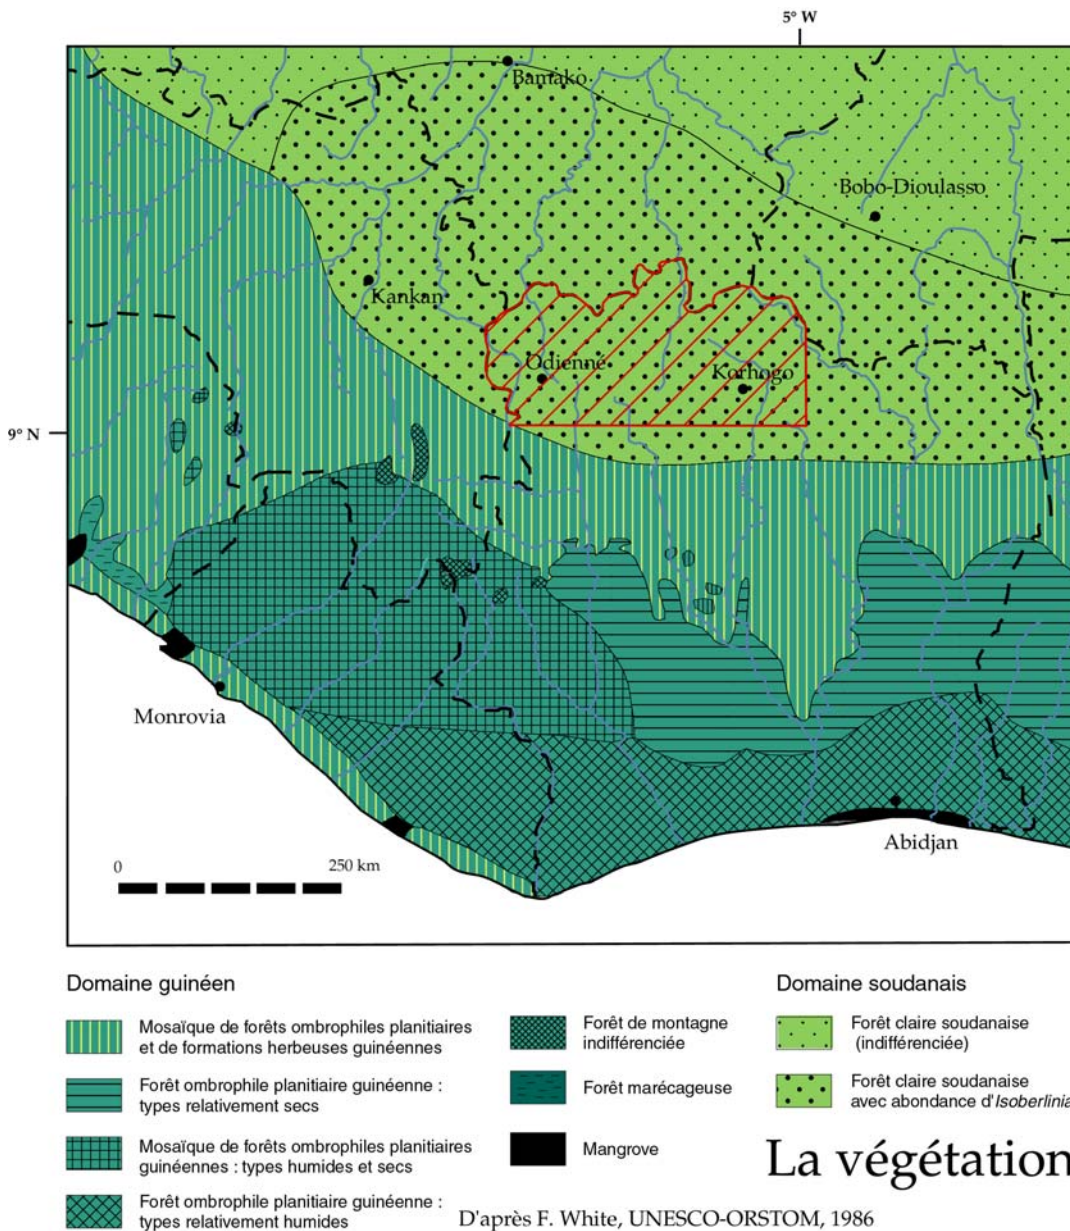 5° W
Bamako
Bobo-Dioulasso
Kankan
Odienné
Korhogo
9° N
Monrovia
Abidjan
0
250 km
Domaine guinéen
Mosaïque de forêts ombrophiles planitiaires
et de formations herbeuses guinéennes
Forêt ombrophile planitiaire guinéenne :
types relativement secs
Mosaïque de forêts ombrophiles planitiaires
guinéennes : types humides et secs
Forêt ombrophile planitiaire guinéenne :
types relativement humides
Forêt de montagne
indifférenciée
Forêt marécageuse
Mangrove
Domaine soudanais
Forêt claire soudanaise
(indifférenciée)
Forêt claire soudanaise
avec abondance d'Isoberlinia
La végétation
D'après F. White, UNESCO-ORSTOM, 1986